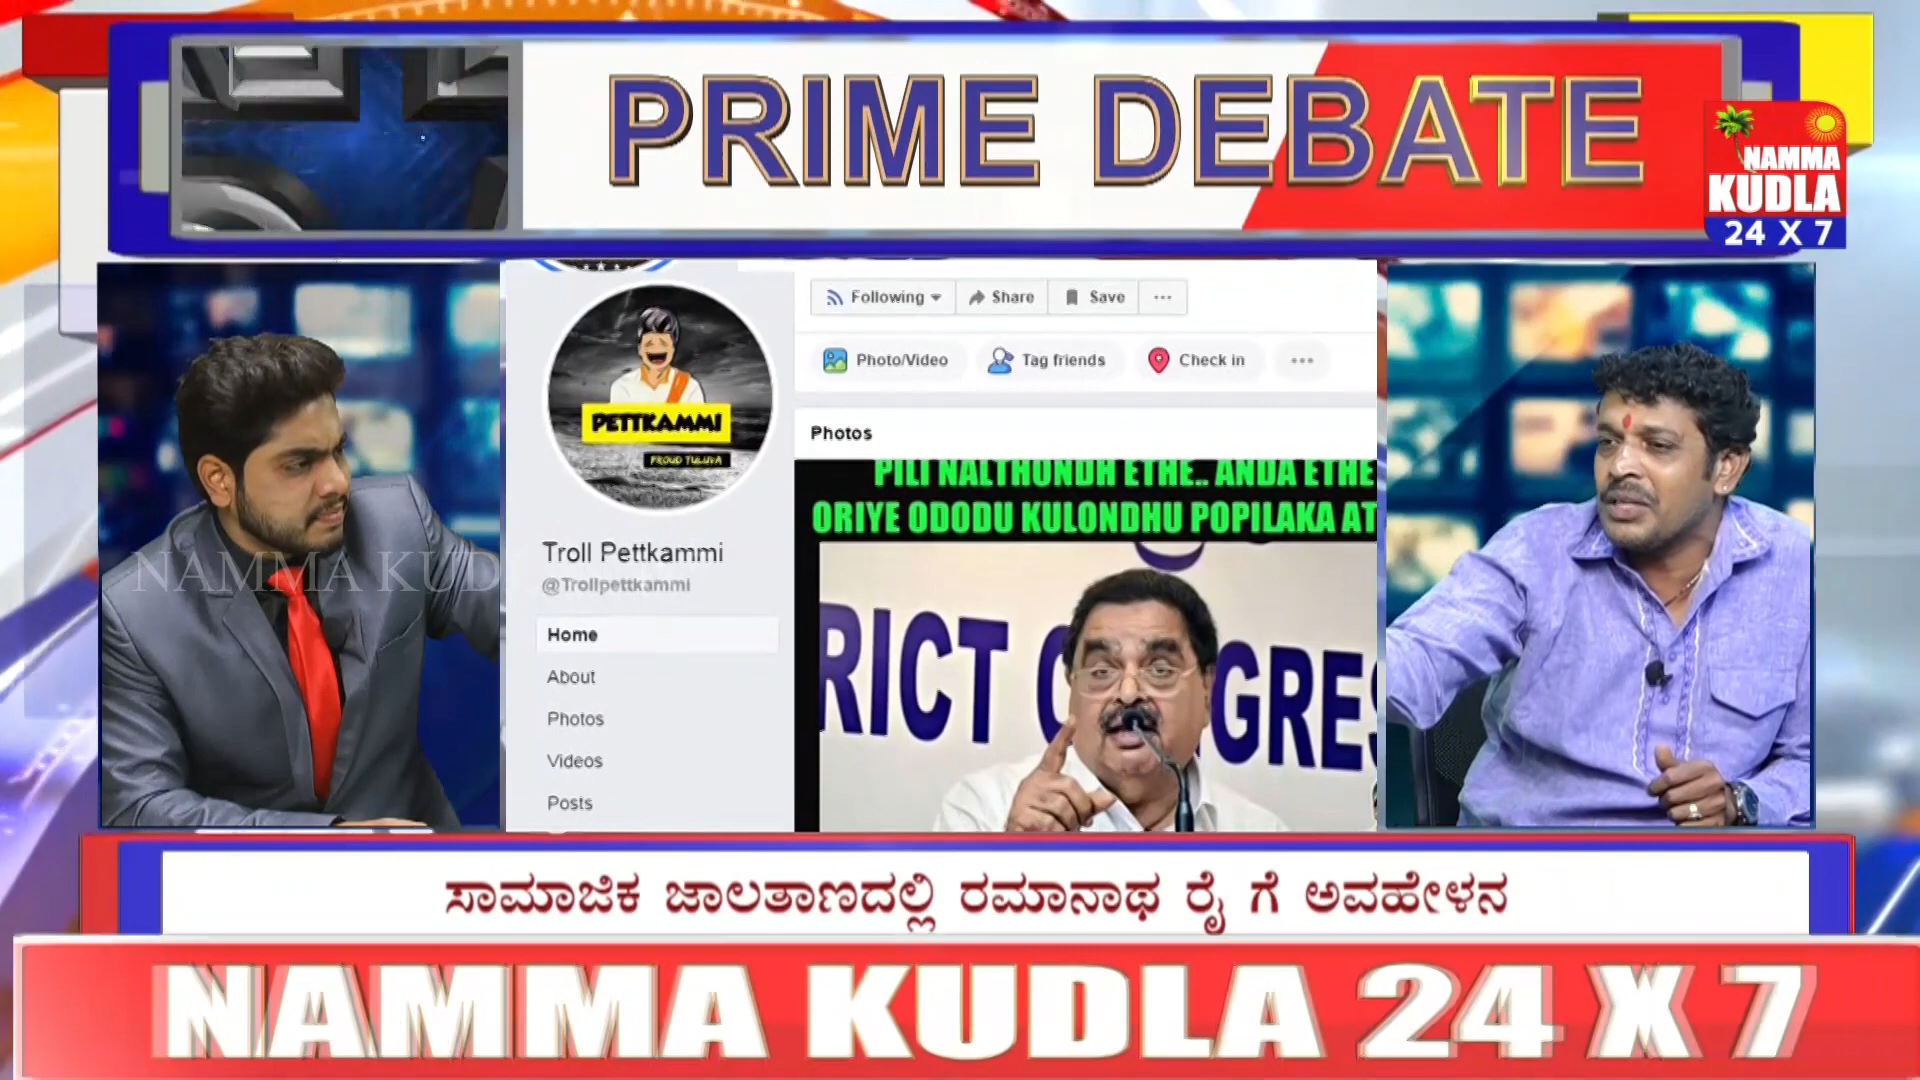 PRIME DEBATE
NAMMA
KUDLA
24 X 7
Following
Share
Save
Photo/Video
Tag friends
Check in
Photos
PETTKAMMI
PROUD TULUVA
PILI NALTHUNDH ETHE.. ANDA ETHE
ORIYE ODODU KULONDHU POPILAKA AT
RICT CONGRES
Troll Pettkammi
@Trollpettkammi
Home
About
Photos
Videos
Posts
NAMMA KUD
ಸಾಮಾಜಿಕ ಜಾಲತಾಣದಲ್ಲಿ ರಮಾನಾಥ ರೈ ಗೆ ಅವಹೇಳನ
NAMMA KUDLA 24 X 7